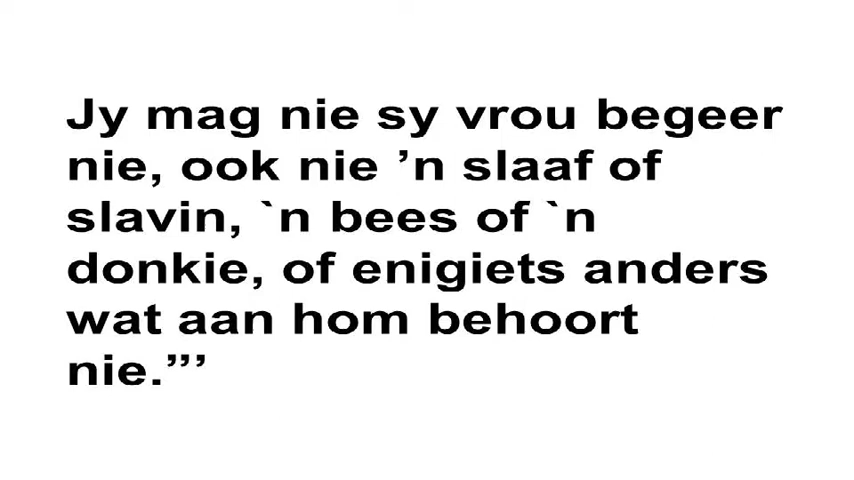 Jy mag nie sy vrou begeer
nie, ook nie ’n slaaf of
slavin, `n bees of `n
donkie, of enigiets anders
wat aan hom behoort
nie.”’